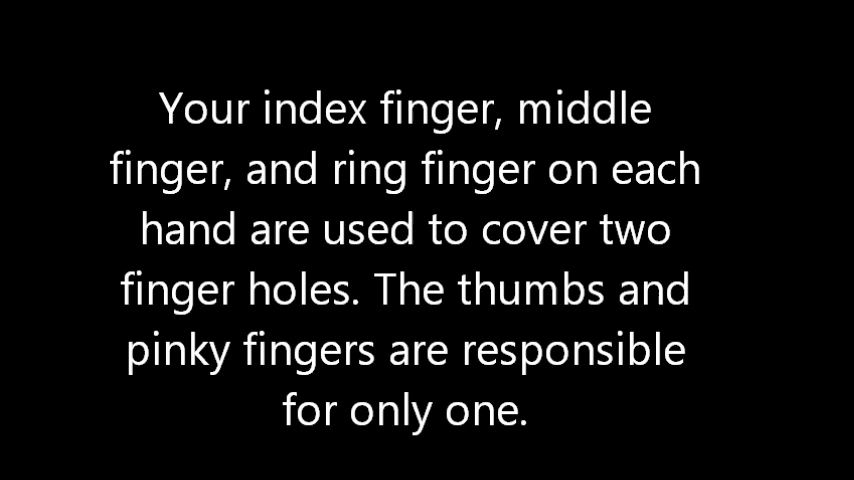 Your index finger, middle
finger, and ring finger on each
hand are used to cover two
finger holes. The thumbs and
pinky fingers are responsible
for only one.